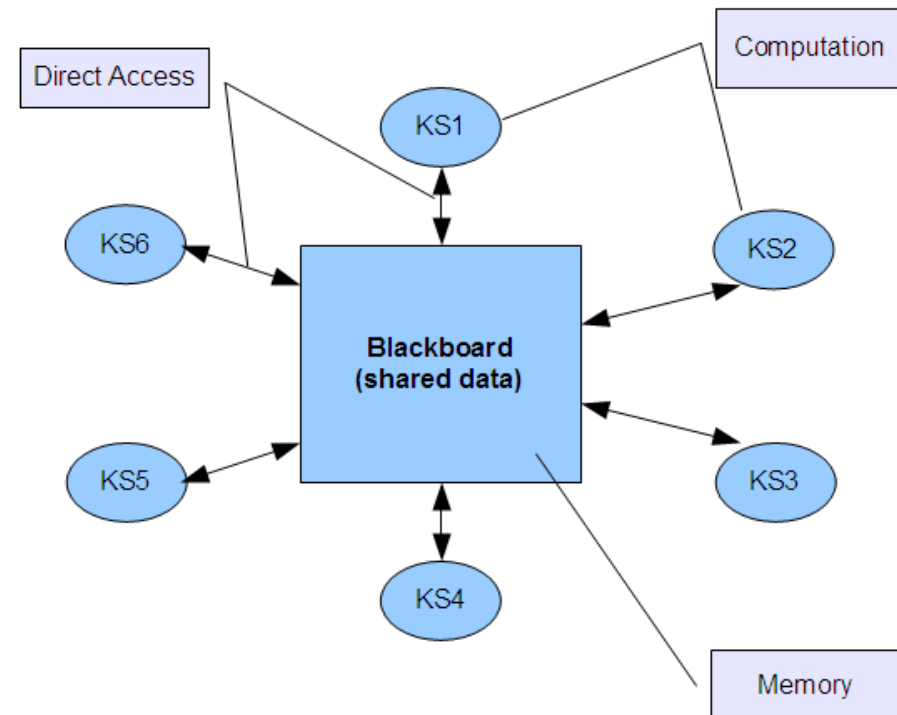 Computation
Direct Access
KS1
KS6
KS2
Blackboard
(shared data)
KS5
KS3
KS4
Memory